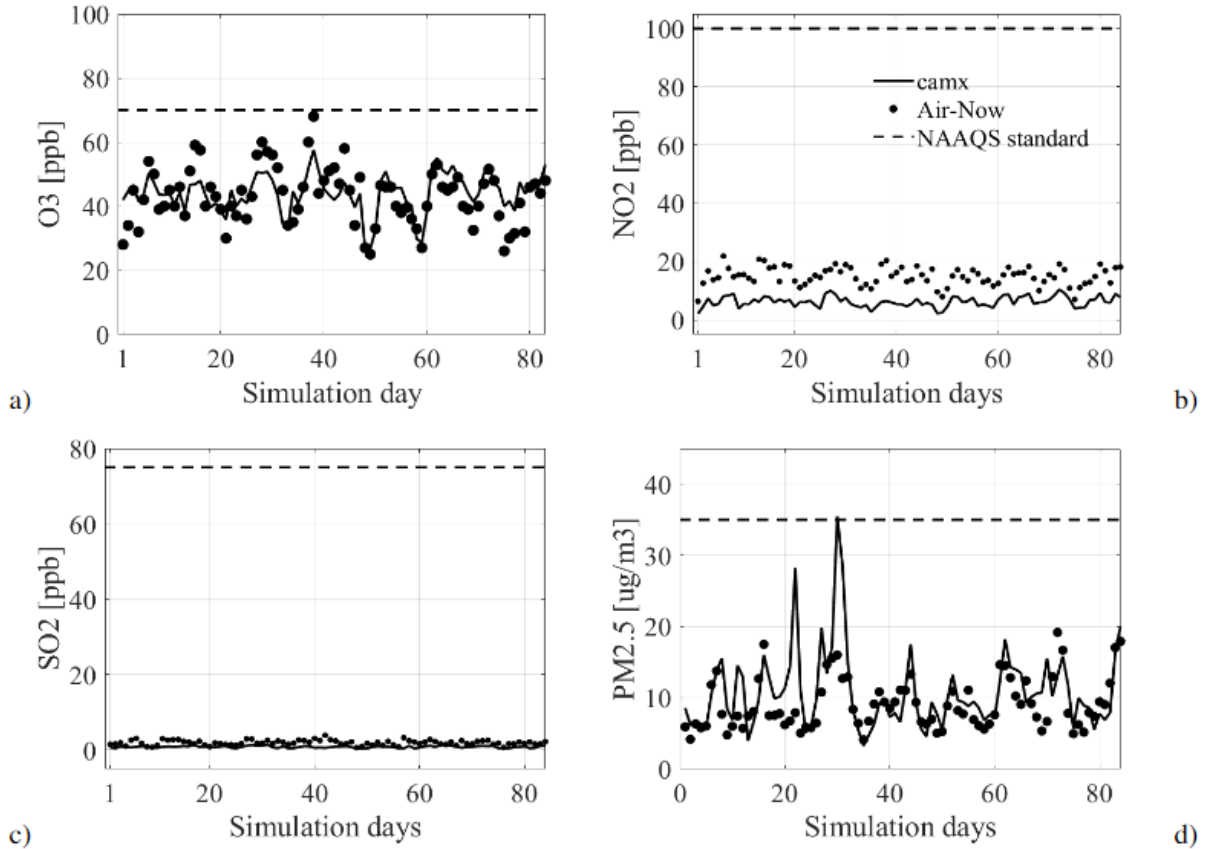 100
80
60
40
20
0
O3 [ppb]
1 20 40 60 80
Simulation day
a)
100
80
60
40
20
0
NO2 [ppb]
camx
Air-Now
NAAQS standard
1 20 40 60 80
Simulation days
b)
80
60
40
20
0
SO2 [ppb]
1 20 40 60 80
Simulation days
c)
40
30
20
10
0
PM2.5 [ug/m3]
0 20 40 60 80
Simulation days
d)